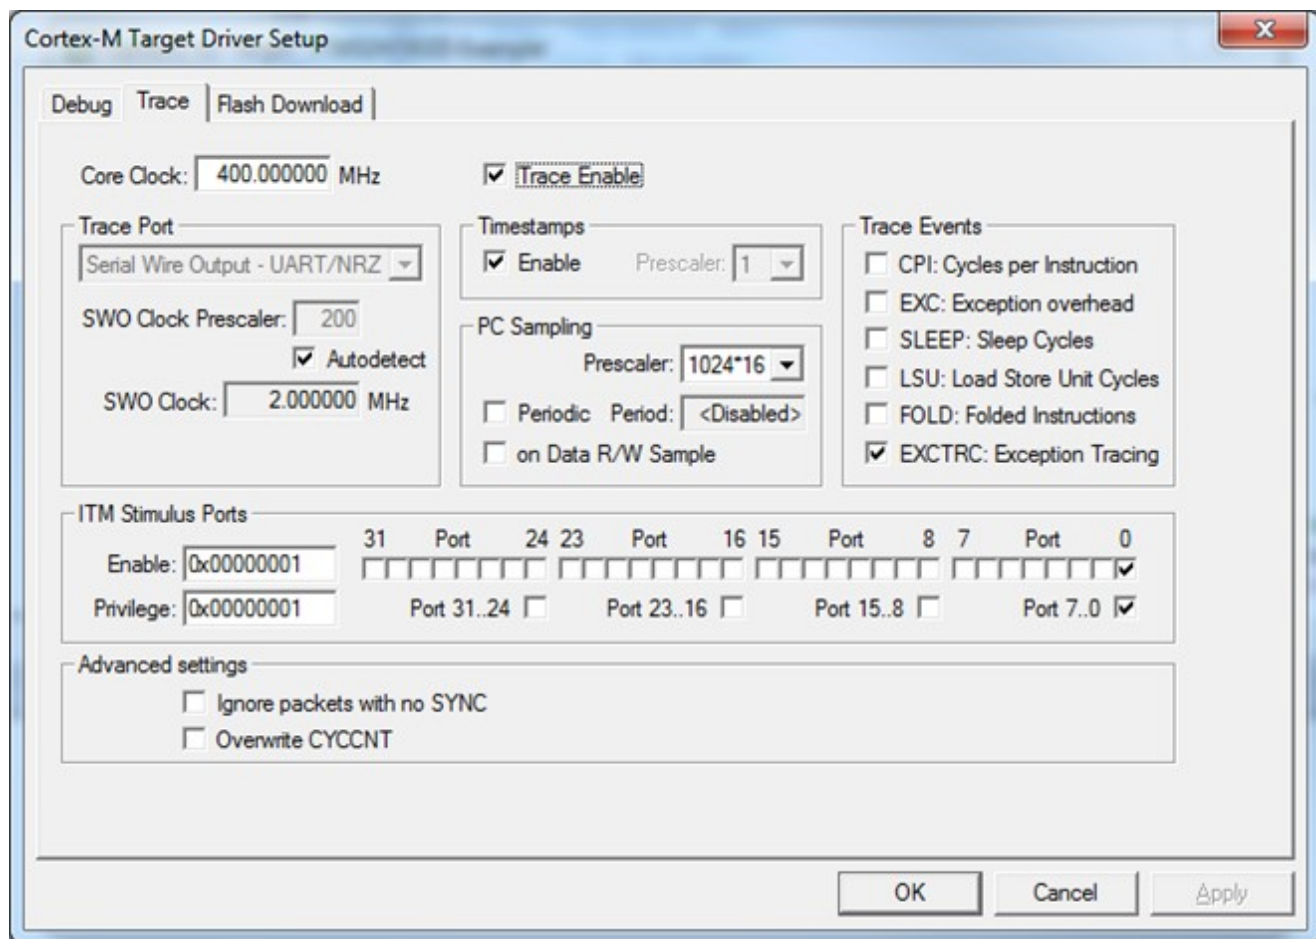 Cortex-M Target Driver Setup
Debug Trace Flash Download
Core Clock: 400.000000 MHz Trace Enable
Trace Port
Serial Wire Output - UART/NRZ
SWO Clock Prescaler: 200
Autodetect
SWO Clock: 2.000000 MHz
Timestamps
Enable Prescaler: 1
PC Sampling
Prescaler: 1024*16
Periodic Period: <Disabled>
on Data R/W Sample
Trace Events
CPI: Cycles per Instruction
EXC: Exception overhead
SLEEP: Sleep Cycles
LSU: Load Store Unit Cycles
FOLD: Folded Instructions
EXCTRC: Exception Tracing
ITM Stimulus Ports
31 Port 24 23 Port 16 15 Port 8 7 Port 0
Enable: 0x00000001
Privilege: 0x00000001 Port 31..24 Port 23..16 Port 15..8 Port 7..0
Advanced settings
Ignore packets with no SYNC
Overwrite CYCCNT
OK Cancel Apply